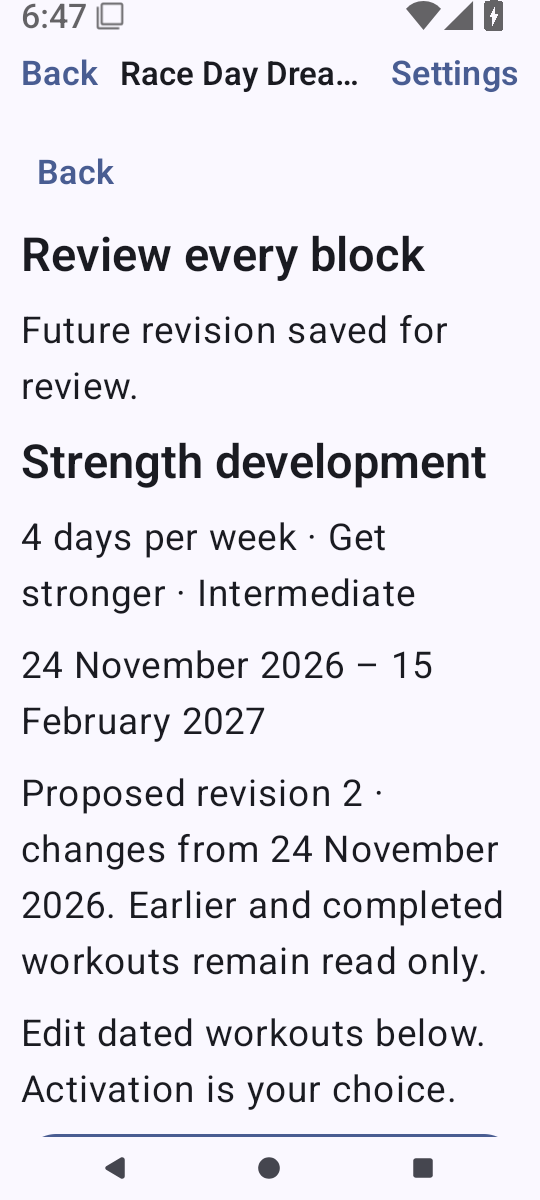 6:47
Back Race Day Drea… Settings
Back
Review every block
Future revision saved for
review.
Strength development
4 days per week · Get
stronger · Intermediate
24 November 2026 – 15
February 2027
Proposed revision 2 ·
changes from 24 November
2026. Earlier and completed
workouts remain read only.
Edit dated workouts below.
Activation is your choice.